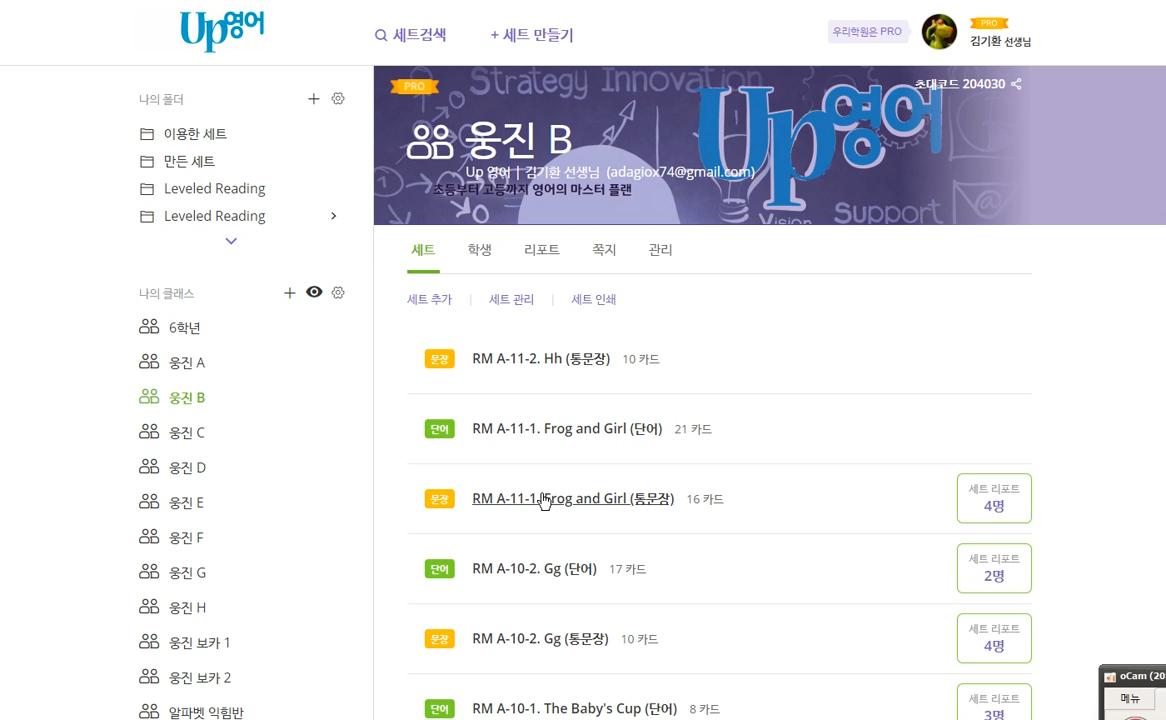 Up영어
세트검색
+ 세트 만들기
우리학원은 PRO
PRO
김기환 선생님
나의 폴더
이용한 세트
만든 세트
Leveled Reading
Leveled Reading
나의 클래스
6학년
웅진 A
웅진 B
웅진 C
웅진 D
웅진 E
웅진 F
웅진 G
웅진 H
웅진 보카 1
웅진 보카 2
알파벳 익힘반
PRO
Strategy Innovation
초대코드 204030
웅진 B
Up영어
Up 영어 | 김기환 선생님 (adagiox74@gmail.com)
초등부터 고등까지 영어의 마스터 플랜
Vision
Support
세트 학생 리포트 쪽지 관리
세트 추가 | 세트 관리 | 세트 인쇄
문장 RM A-11-2. Hh (통문장) 10 카드
단어 RM A-11-1. Frog and Girl (단어) 21 카드
문장 RM A-11-1. Frog and Girl (통문장) 16 카드
세트 리포트
4명
단어 RM A-10-2. Gg (단어) 17 카드
세트 리포트
2명
문장 RM A-10-2. Gg (통문장) 10 카드
세트 리포트
4명
단어 RM A-10-1. The Baby's Cup (단어) 8 카드
세트 리포트
3명
oCam (20
메뉴